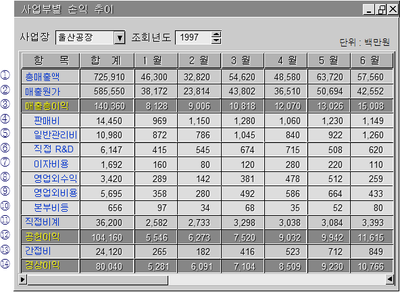 사업부별 손익 추이
사업장 울산공장 조회년도 1997
단위 : 백만원
항 목 합 계 1 월 2 월 3 월 4 월 5 월 6 월
① 총매출액 725,910 46,300 32,820 54,620 48,580 63,720 57,560
② 매출원가 585,550 38,172 23,814 43,802 36,510 50,694 42,552
③ 매출총이익 140,360 8,128 9,006 10,818 12,070 13,026 15,008
④ 판매비 14,450 969 1,150 1,280 1,060 1,230 1,149
⑤ 일반관리비 10,980 872 786 1,045 840 922 1,260
⑥ 직접 R&D 6,147 415 545 674 715 508 620
⑦ 이자비용 1,692 160 80 120 280 220 110
⑧ 영업외수익 3,420 289 142 381 478 512 259
⑨ 영업외비용 5,695 358 280 492 586 664 433
⑩ 본부비등 656 97 34 68 35 52 80
⑪ 직접비계 36,200 2,582 2,733 3,298 3,038 3,084 3,393
⑫ 공헌이익 104,160 5,546 6,273 7,520 9,032 9,942 11,615
⑬ 간접비 24,120 265 182 416 523 712 849
⑭ 경상이익 80,040 5,281 6,091 7,104 8,509 9,230 10,766